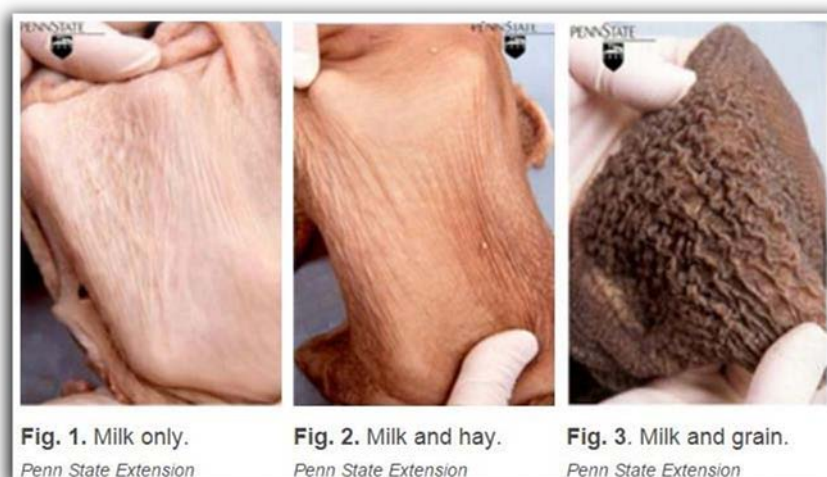 PENNSTATE
PENNSTATE
PENNSTATE
Fig. 1. Milk only.
Penn State Extension
Fig. 2. Milk and hay.
Penn State Extension
Fig. 3. Milk and grain.
Penn State Extension